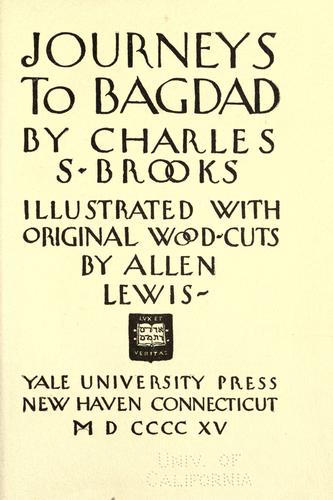 JOURNEYS
TO BAGDAD
BY CHARLES
S·BROOKS
ILLUSTRATED WITH
ORIGINAL WOOD-CUTS
BY ALLEN
LEWIS~
LUX ET
VERITAS
YALE UNIVERSITY PRESS
NEW HAVEN CONNECTICUT
M D CCCC XV
UNIV. OF
CALIFORNIA